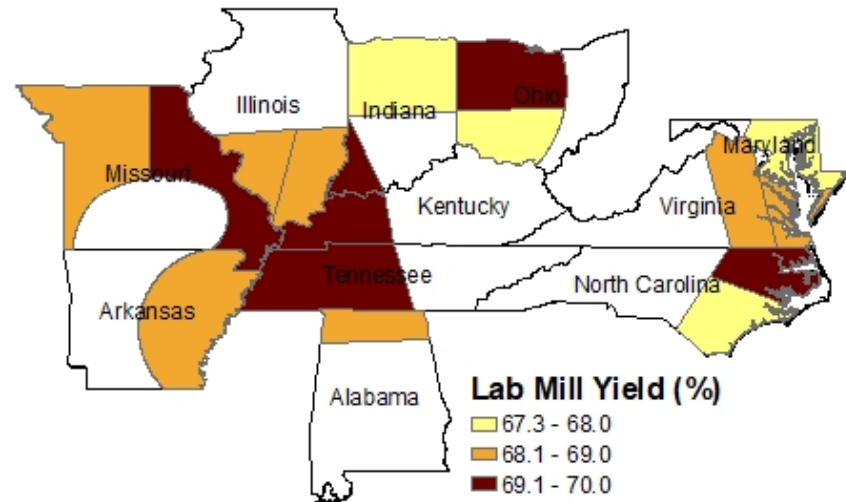 Illinois
Indiana
Ohio
Missouri
Maryland
Kentucky
Virginia
Tennessee
North Carolina
Arkansas
Alabama
Lab Mill Yield (%)
67.3 - 68.0
68.1 - 69.0
69.1 - 70.0